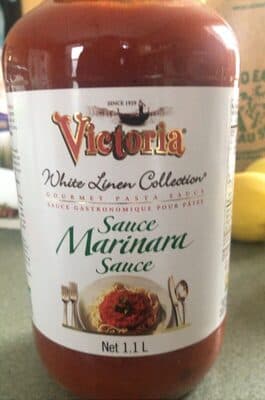 SINCE 1929
Victoria®
White Linen Collection®
GOURMET PASTA SAUCE
SAUCE GASTRONOMIQUE POUR PÂTES
Sauce
Marinara
Sauce
Net 1.1 L